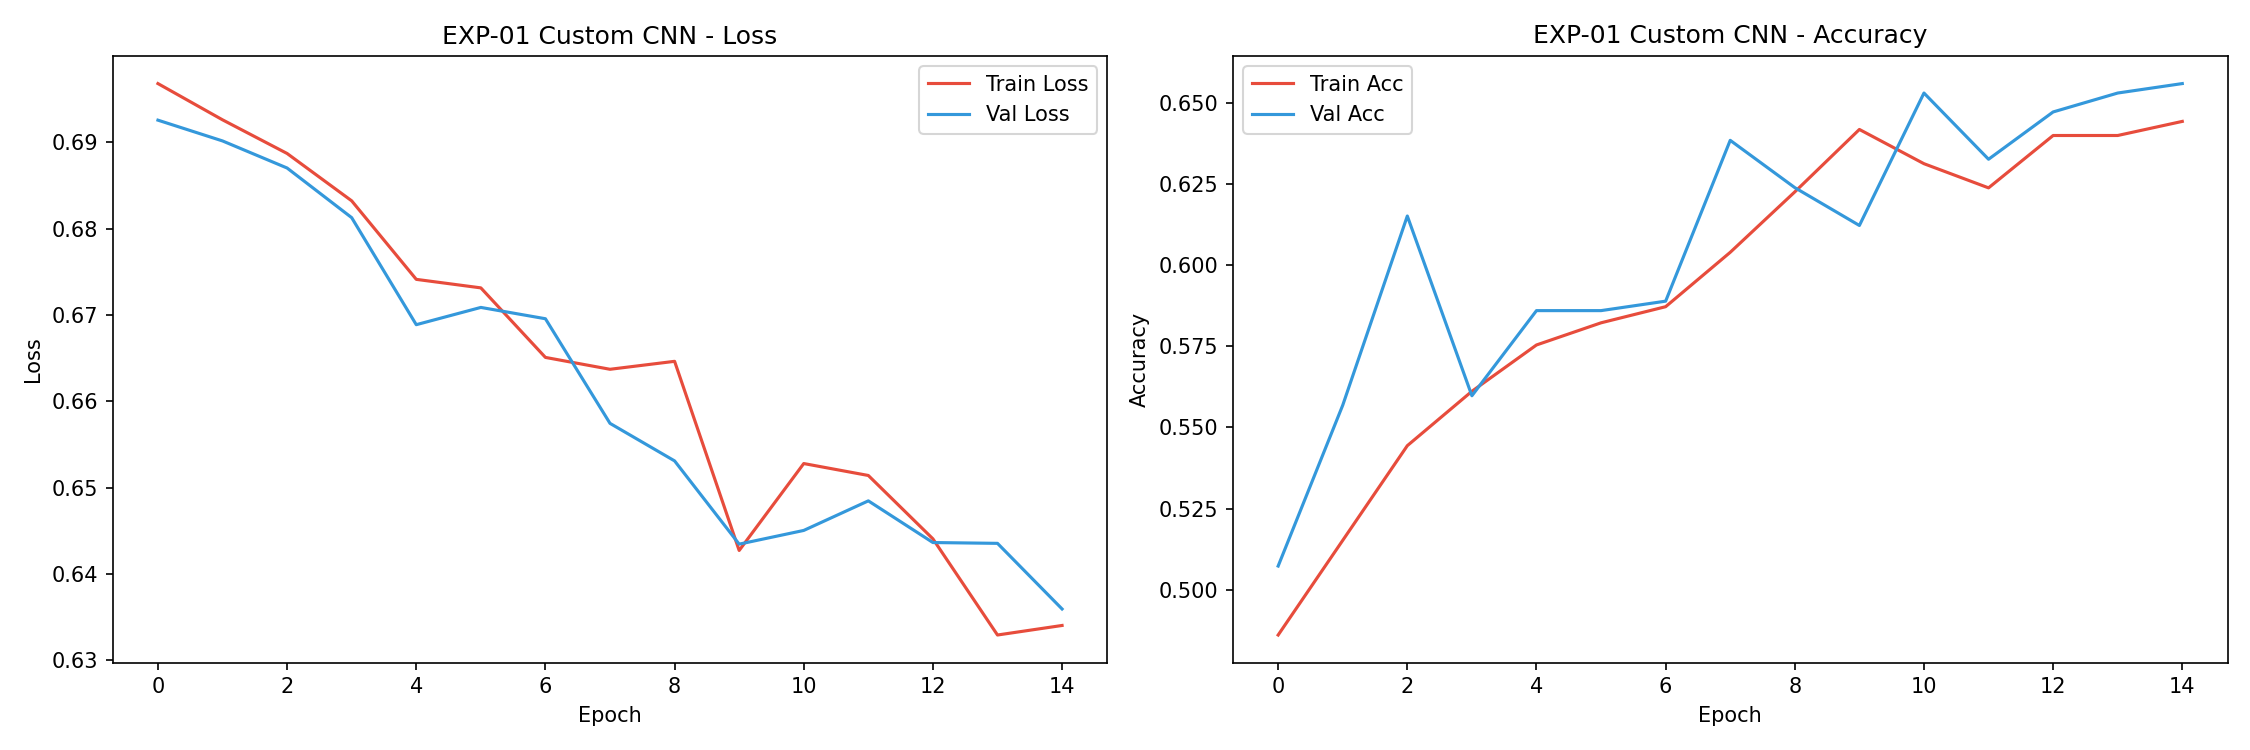 EXP-01 Custom CNN - Loss
Train Loss
Val Loss
0.69
0.68
0.67
0.66
0.65
0.64
0.63
Loss
0 2 4 6 8 10 12 14
Epoch
EXP-01 Custom CNN - Accuracy
Train Acc
Val Acc
0.650
0.625
0.600
0.575
0.550
0.525
0.500
Accuracy
0 2 4 6 8 10 12 14
Epoch